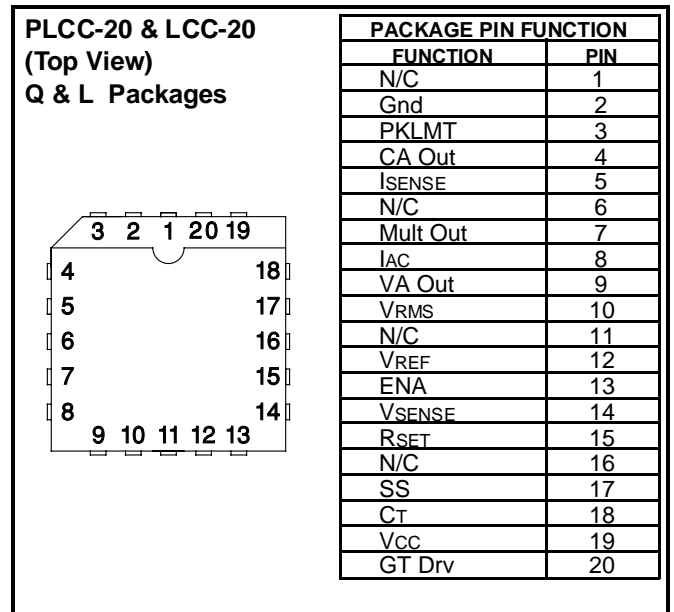 PLCC-20 & LCC-20
(Top View)
Q & L Packages
3 2 1 20 19
4 18
5 17
6 16
7 15
8 14
9 10 11 12 13
PACKAGE PIN FUNCTION
FUNCTION PIN
N/C 1
Gnd 2
PKLMT 3
CA Out 4
ISENSE 5
N/C 6
Mult Out 7
IAC 8
VA Out 9
VRMS 10
N/C 11
VREF 12
ENA 13
VSENSE 14
RSET 15
N/C 16
SS 17
CT 18
VCC 19
GT Drv 20